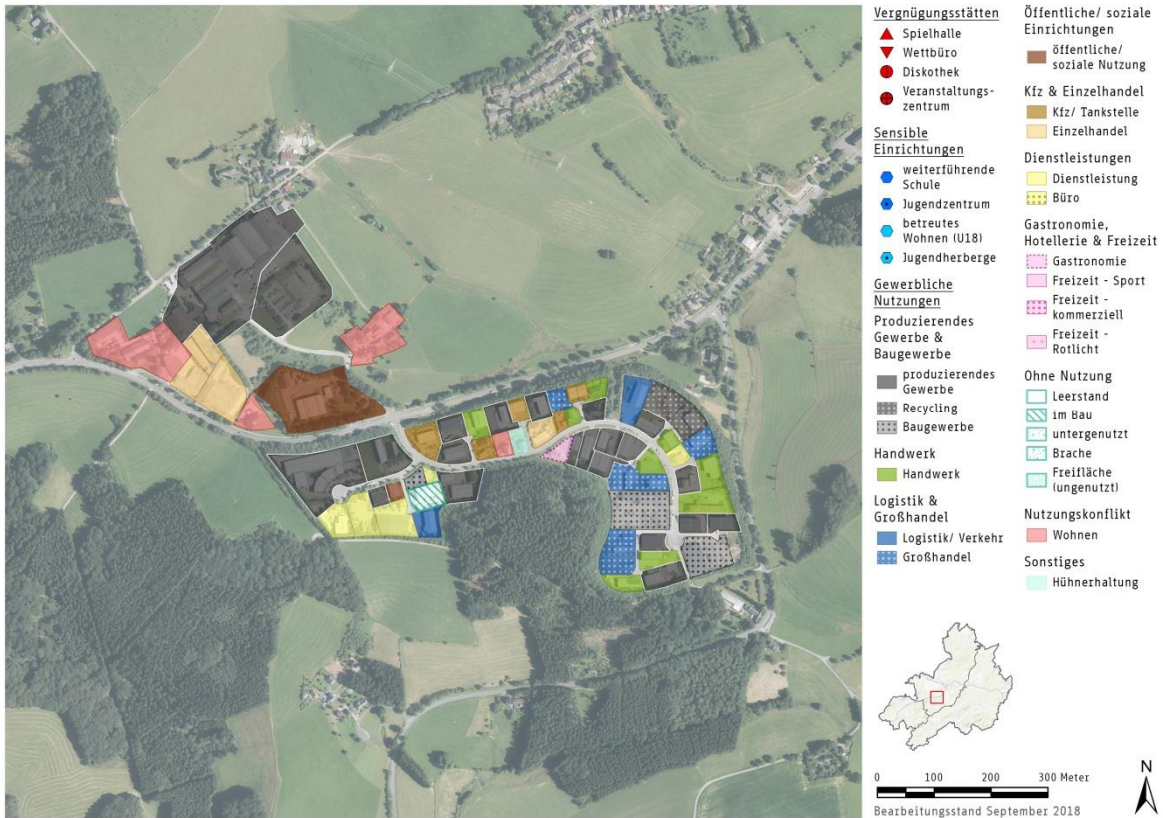 Vergnügungsstätten
Spielhalle
Wettbüro
Diskothek
Veranstaltungs-
zentrum
Sensible
Einrichtungen
weiterführende
Schule
Jugendzentrum
betreutes
Wohnen (U18)
Jugendherberge
Gewerbliche
Nutzungen
Produzierendes
Gewerbe &
Baugewerbe
produzierendes
Gewerbe
Recycling
Baugewerbe
Handwerk
Handwerk
Logistik &
Großhandel
Logistik/ Verkehr
Großhandel
Öffentliche/ soziale
Einrichtungen
öffentliche/
soziale Nutzung
Kfz & Einzelhandel
Kfz/ Tankstelle
Einzelhandel
Dienstleistungen
Dienstleistung
Büro
Gastronomie,
Hotellerie & Freizeit
Gastronomie
Freizeit - Sport
Freizeit -
kommerziell
Freizeit -
Rotlicht
Ohne Nutzung
Leerstand
im Bau
untergenutzt
Brache
Freifläche
(ungenutzt)
Nutzungskonflikt
Wohnen
Sonstiges
Hühnerhaltung
0 100 200 300 Meter
N
Bearbeitungsstand September 2018